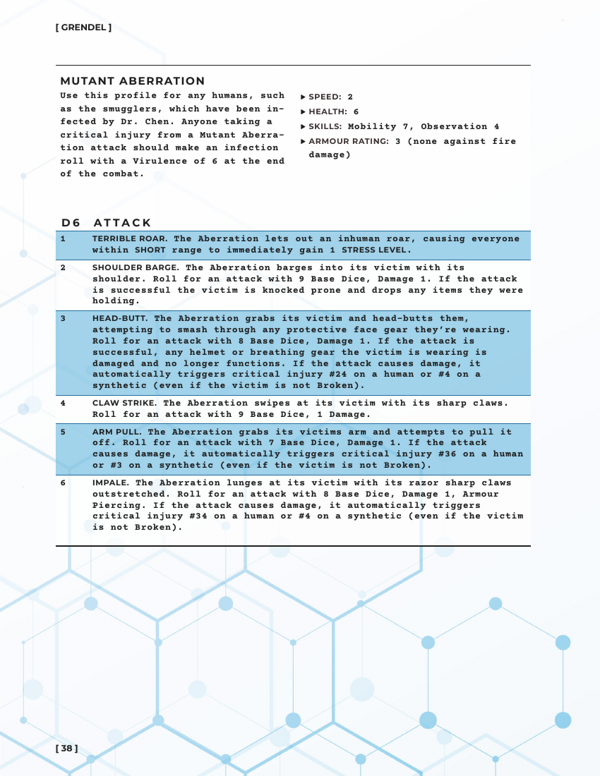 [ GRENDEL ]
MUTANT ABERRATION
Use this profile for any humans, such
as the smugglers, which have been in-
fected by Dr. Chen. Anyone taking a
critical injury from a Mutant Aberra-
tion attack should make an infection
roll with a Virulence of 6 at the end
of the combat.
▶ SPEED: 2
▶ HEALTH: 6
▶ SKILLS: Mobility 7, Observation 4
▶ ARMOUR RATING: 3 (none against fire
damage)
D6 ATTACK
1 TERRIBLE ROAR. The Aberration lets out an inhuman roar, causing everyone
within SHORT range to immediately gain 1 STRESS LEVEL.
2 SHOULDER BARGE. The Aberration barges into its victim with its
shoulder. Roll for an attack with 9 Base Dice, Damage 1. If the attack
is successful the victim is knocked prone and drops any items they were
holding.
3 HEAD-BUTT. The Aberration grabs its victim and head-butts them,
attempting to smash through any protective face gear they're wearing.
Roll for an attack with 8 Base Dice, Damage 1. If the attack is
successful, any helmet or breathing gear the victim is wearing is
damaged and no longer functions. If the attack causes damage, it
automatically triggers critical injury #24 on a human or #4 on a
synthetic (even if the victim is not Broken).
4 CLAW STRIKE. The Aberration swipes at its victim with its sharp claws.
Roll for an attack with 9 Base Dice, 1 Damage.
5 ARM PULL. The Aberration grabs its victims arm and attempts to pull it
off. Roll for an attack with 7 Base Dice, Damage 1. If the attack
causes damage, it automatically triggers critical injury #36 on a human
or #3 on a synthetic (even if the victim is not Broken).
6 IMPALE. The Aberration lunges at its victim with its razor sharp claws
outstretched. Roll for an attack with 8 Base Dice, Damage 1, Armour
Piercing. If the attack causes damage, it automatically triggers
critical injury #34 on a human or #4 on a synthetic (even if the victim
is not Broken).
[ 38 ]